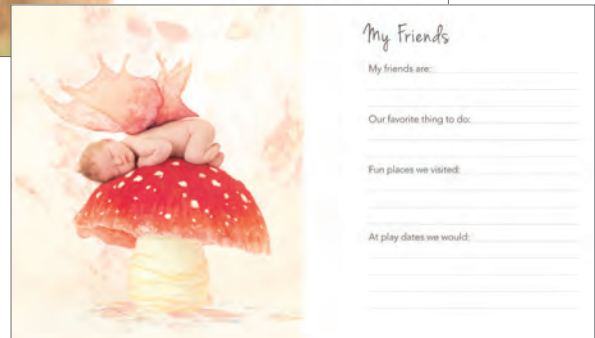 My Friends
My friends are:
Our favorite thing to do:
Fun places we visited:
At play dates we would: